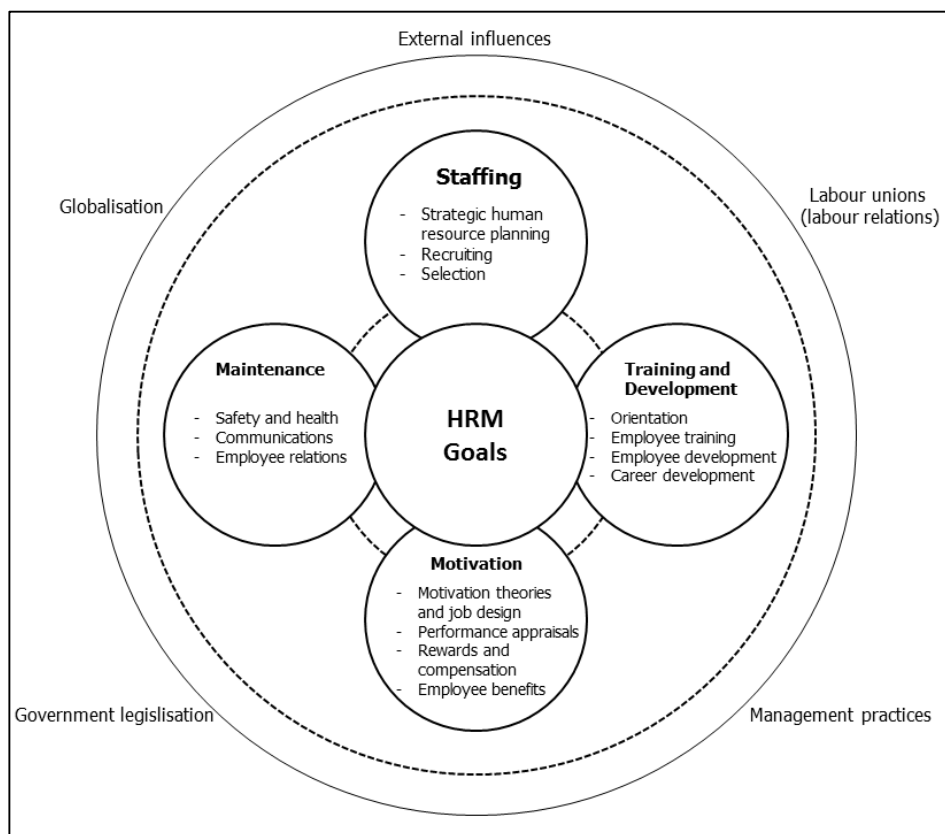 External influences
Globalisation
Labour unions
(labour relations)
Staffing
- Strategic human
resource planning
- Recruiting
- Selection
Maintenance
- Safety and health
- Communications
- Employee relations
HRM
Goals
Training and
Development
- Orientation
- Employee training
- Employee development
- Career development
Motivation
- Motivation theories
and job design
- Performance appraisals
- Rewards and
compensation
- Employee benefits
Government legislisation
Management practices